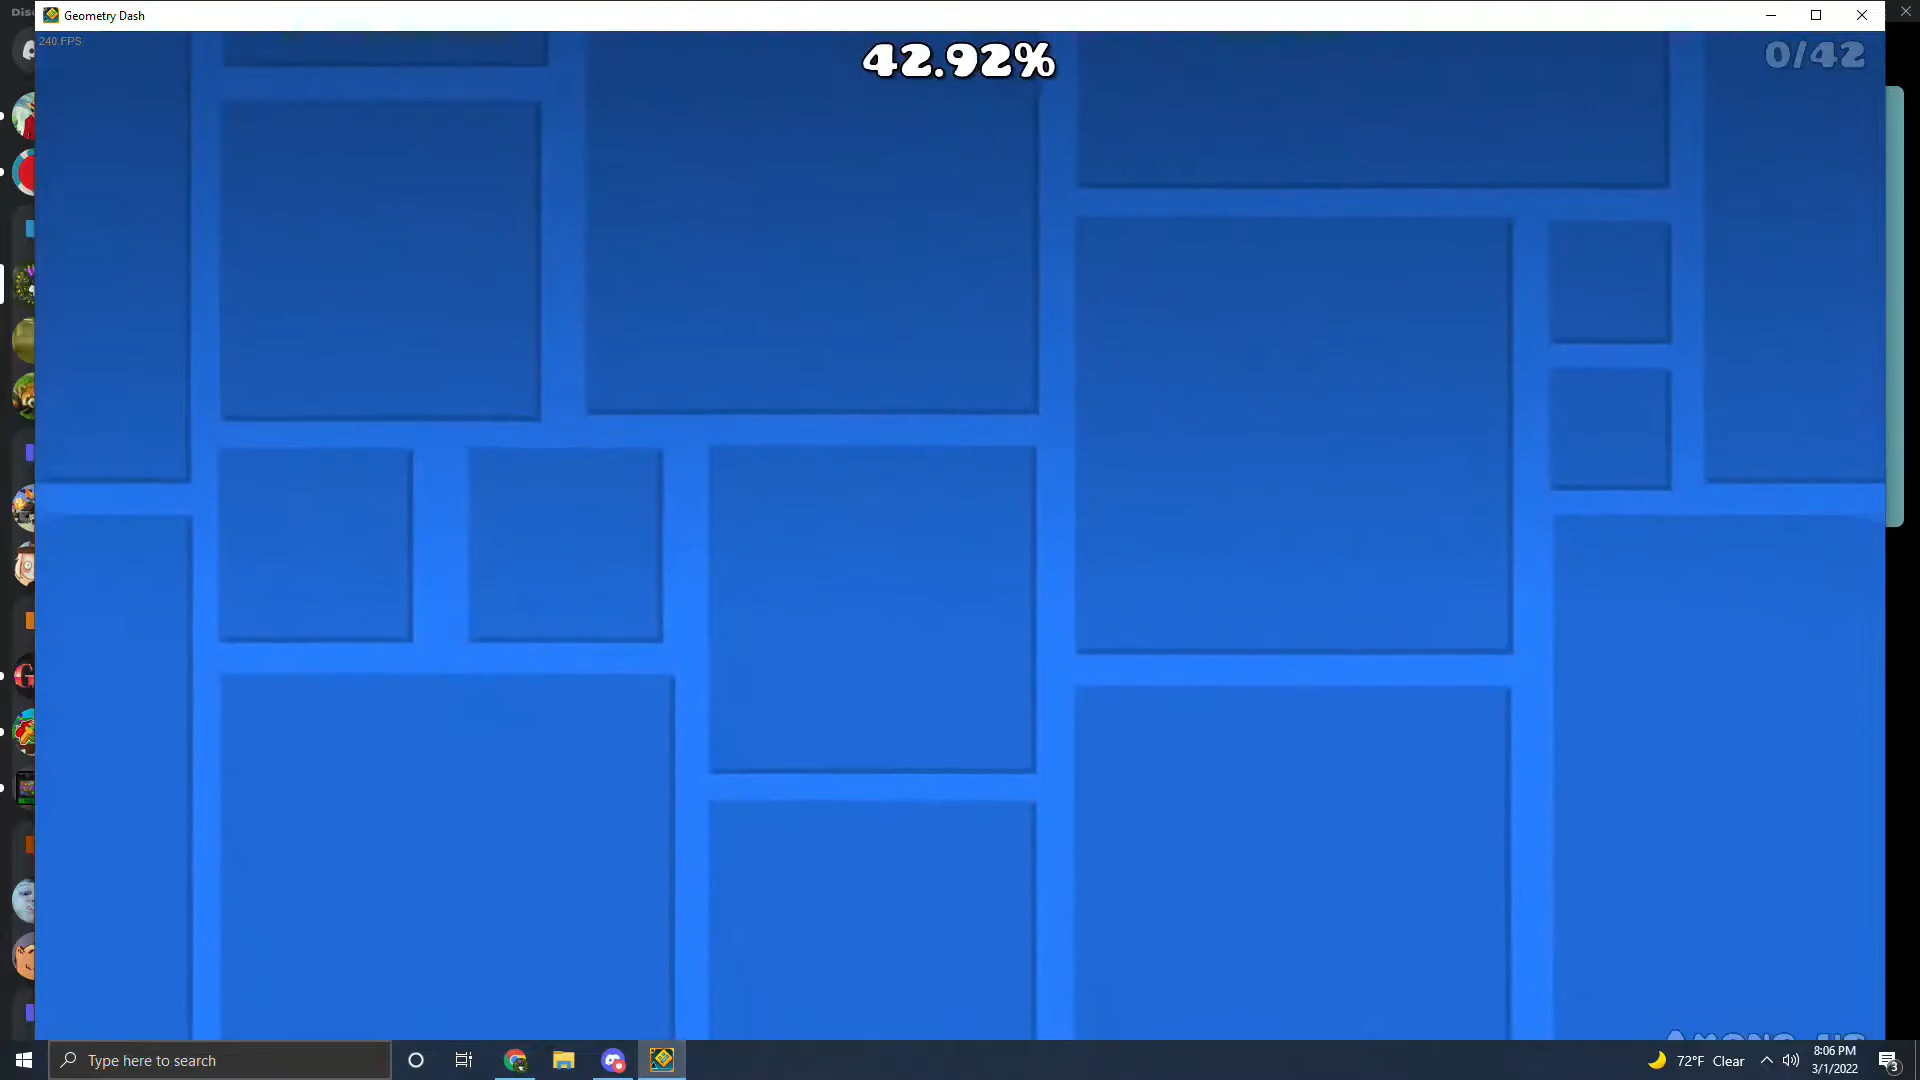 Geometry Dash
240 FPS
42.92%
0/42
Type here to search
72°F Clear
8:06 PM
3/1/2022
3